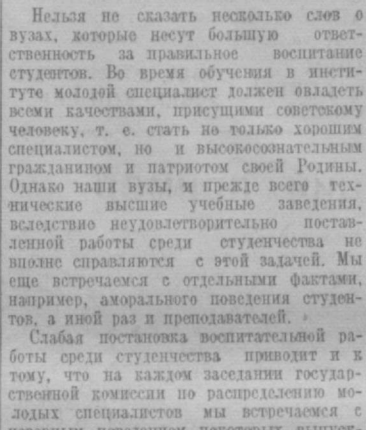 Нельзя не сказать несколько слов о
вузах, которые несут большую ответ-
ственность за правильное воспитание
студентов. Во время обучения в инсти-
туте молодой специалист должен овладеть
всеми качествами, присущими советскому
человеку, т. е. стать не только хорошим
специалистом, но и высокосознательным
гражданином и патриотом своей Родины.
Однако наши вузы, и прежде всего тех-
нические высшие учебные заведения,
вследствие неудовлетворительно постав-
ленной работы среди студенчества не
вполне справляются с этой задачей. Мы
еще встречаемся с отдельными фактами,
например, аморального поведения студен-
тов, а иной раз и преподавателей.
Слабая постановка воспитательной ра-
боты среди студенчества приводит и к
тому, что на каждом заседании государ-
ственной комиссии по распределению мо-
лодых специалистов мы встречаемся с